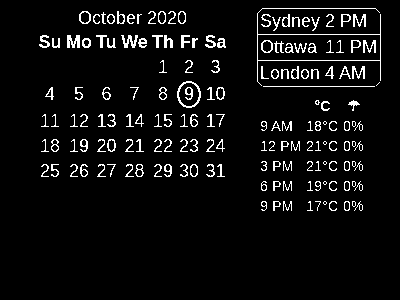 October 2020
Su Mo Tu We Th Fr Sa
1 2 3
4 5 6 7 8 9 10
11 12 13 14 15 16 17
18 19 20 21 22 23 24
25 26 27 28 29 30 31
Sydney 2 PM
Ottawa 11 PM
London 4 AM
°C
9 AM 18°C 0%
12 PM 21°C 0%
3 PM 21°C 0%
6 PM 19°C 0%
9 PM 17°C 0%